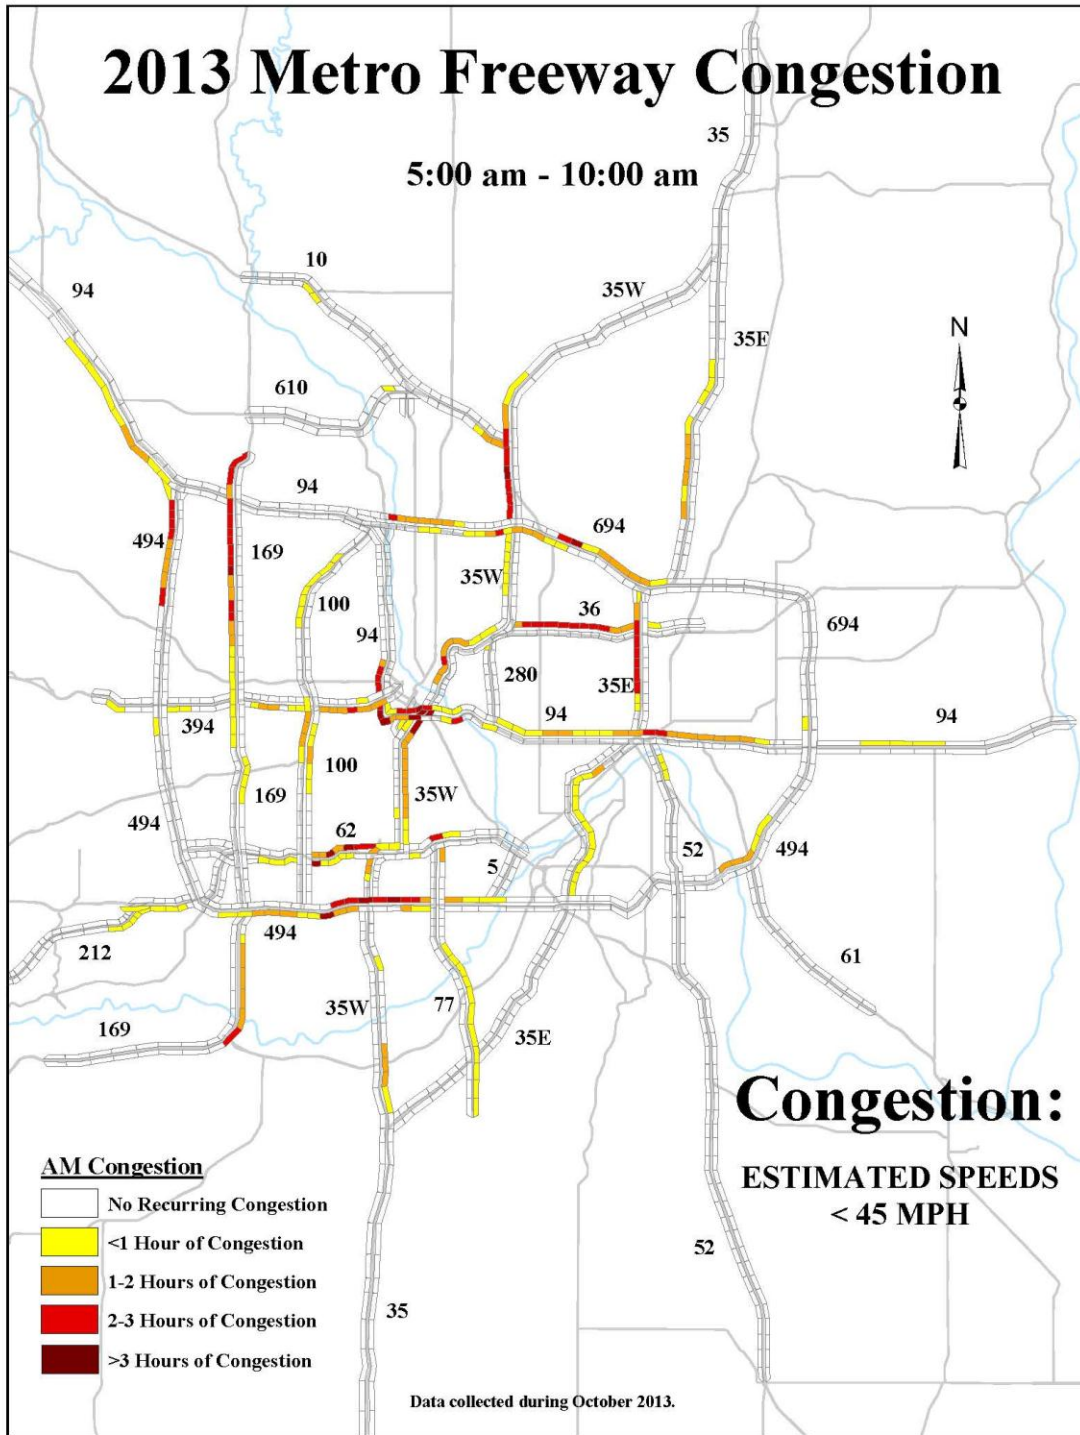 2013 Metro Freeway Congestion
35
5:00 am - 10:00 am
10
94
35W
N
35E
610
94
694
494
169
35W
100
36
94
694
280
35E
394
94
94
100
169
35W
494
62
52
494
5
494
212
61
35W
77
169
35E
Congestion:
AM Congestion
ESTIMATED SPEEDS
< 45 MPH
No Recurring Congestion
<1 Hour of Congestion
52
1-2 Hours of Congestion
35
2-3 Hours of Congestion
>3 Hours of Congestion
Data collected during October 2013.